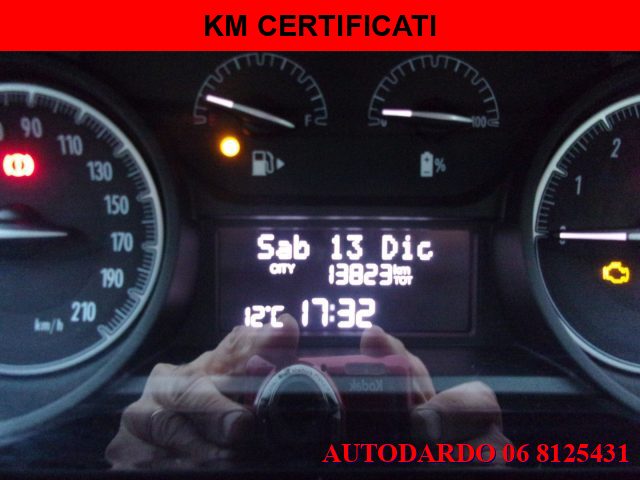 KM CERTIFICATI
F
100
%
90
110
130
150
170
190
210
km/h
1
2
Sab 13 Dic
CITY 13823 km TOT
12°C 17:32
Kodak
AUTODARDO 06 8125431